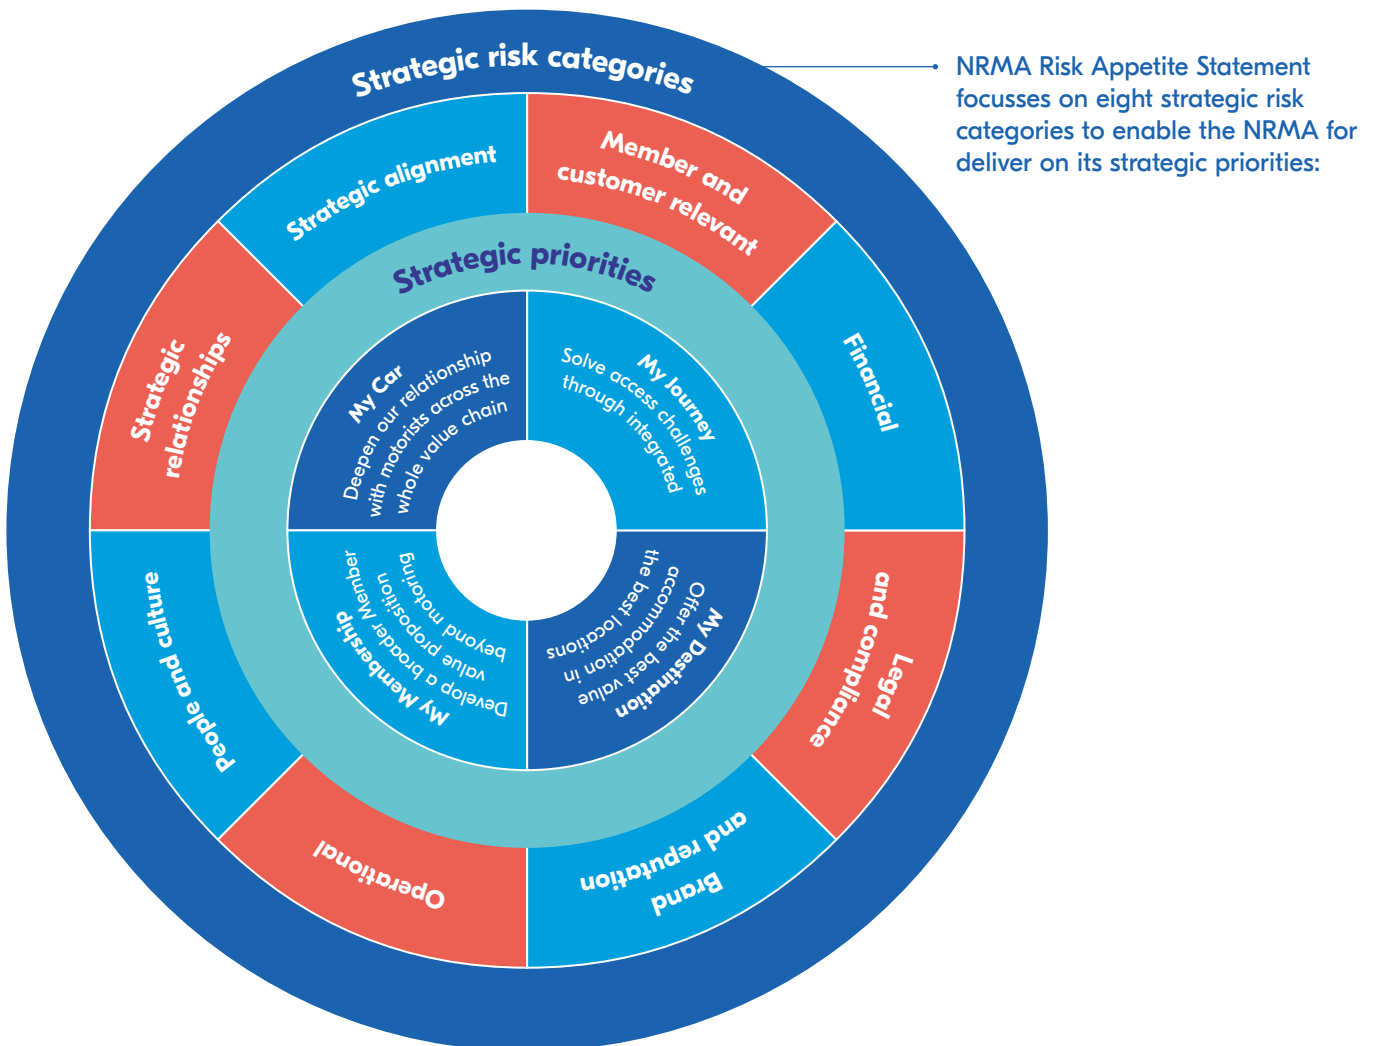 Strategic risk categories
NRMA Risk Appetite Statement
focusses on eight strategic risk
categories to enable the NRMA for
deliver on its strategic priorities:
Strategic alignment
Member and
customer relevant
Financial
Legal
and compliance
Brand
and reputation
Operational
People and culture
Strategic
relationships
Strategic priorities
My Car
Deepen our relationship
with motorists across the
whole value chain
My Journey
Solve access challenges
through integrated
My Destination
Offer the best value
accommodation in
the best locations
My Membership
Develop a broader Member
value proposition
beyond motoring